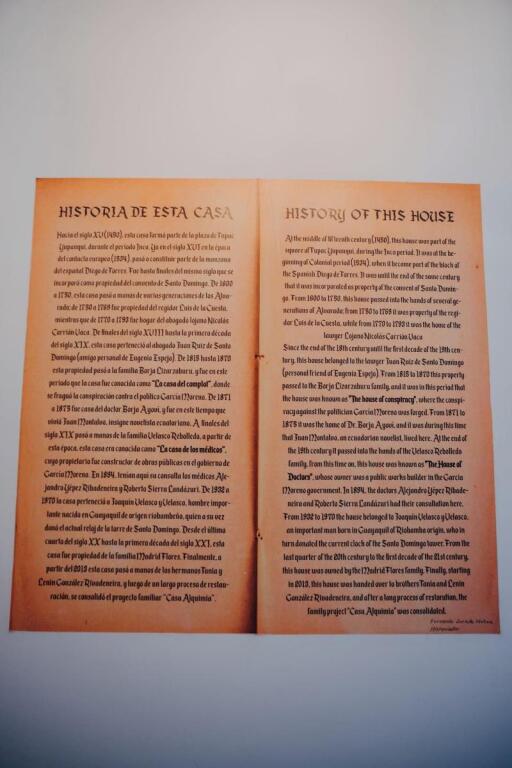 HISTORIA DE ESTA CASA
Hacia el siglo XV (1450), esta casa formó parte de la plaza de Tupac
Yupanqui, durante el período Inca. Ya en el siglo XVI en la época
del contacto europeo (1534), pasó a constituir parte de la manzana
del español Diego de Torres. Fue hasta finales del mismo siglo que se
incorporó como propiedad del convento de Santo Domingo. De 1600
a 1730, esta casa pasó a manos de varias generaciones de los Alva-
rado; de 1730 a 1769 fue propiedad del regidor Luis de la Cuesta,
mientras que de 1770 a 1793 fue hogar del abogado lojano Nicolás
Carrión Vaca. De finales del siglo XVIII hasta la primera década
del siglo XIX, esta casa perteneció al abogado Juan Ruiz de Santo
Domingo (amigo personal de Eugenio Espejo). De 1815 hasta 1870
esta propiedad pasó a la familia Borja Lizarzaburu, y fue en este
período que la casa fue conocida como "La casa del complot", donde
se fraguó la conspiración contra el político García Moreno. De 1871
a 1875 fue casa del doctor Borja Ayovi, y fue en este tiempo que
vivió Juan Montalvo, insigne novelista ecuatoriano. A finales del
siglo XIX pasó a manos de la familia Velasco Rebolledo, a partir de
esta época, esta casa era conocida como "La casa de los médicos",
cuyo propietario fue constructor de obras públicas en el gobierno de
García Moreno. En 1894, tenían aquí su consulta los médicos Ale-
jandro Yépez Ribadeneira y Roberto Sierra Landázuri. De 1932 a
1970 la casa perteneció a Joaquín Velasco y Velasco, hombre impor-
tante nacido en Guayaquil de origen riobambeño, quien a su vez
donó el actual reloj de la torre de Santo Domingo. Desde el último
cuarto del siglo XX hasta la primera década del siglo XXI, esta
casa fue propiedad de la familia Madrid Flores. Finalmente, a
partir del 2013 esta casa pasó a manos de los hermanos Tania y
Lenin González Rivadeneira, y luego de un largo proceso de restau-
ración, se consolidó el proyecto familiar "Casa Alquimia".
HISTORY OF THIS HOUSE
At the middle of fifteenth century (1450), this house was part of the
square of Tupac Yupanqui, during the Inca period. It was at the be-
ginning of Colonial period (1534), when it became part of the block of
the Spanish Diego de Torres. It was until the end of the same century
that it was incorporated as property of the convent of Santo Domin-
go. From 1600 to 1730, this house passed into the hands of several ge-
nerations of Alvarado; from 1730 to 1769 it was property of the regi-
dor Luis de la Cuesta, while from 1770 to 1793 it was the home of the
lawyer Lojano Nicolás Carrión Vaca
Since the end of the 18th century until the first decade of the 19th cen-
tury, this house belonged to the lawyer Juan Ruiz de Santo Domingo
(personal friend of Eugenio Espejo). From 1815 to 1870 this property
passed to the Borja Lizarzaburu family, and it was in this period that
the house was known as "The house of conspiracy", where the conspi-
racy against the politician García Moreno was forged. From 1871 to
1875 it was the home of Dr. Borja Ayovi, and it was during this time
that Juan Montalvo, an ecuadorian novelist, lived here. At the end of
the 19th century it passed into the hands of the Velasco Rebolledo
family, from this time on, this house was known as "The House of
Doctors", whose owner was a public works builder in the García
Moreno government. In 1894, the doctors Alejandro Yépez Ribade-
neira and Roberto Sierra Landázuri had their consultation here.
From 1932 to 1970 the house belonged to Joaquín Velasco y Velasco,
an important man born in Guayaquil of Riobamba origin, who in
turn donated the current clock of the Santo Domingo tower. From the
last quarter of the 20th century to the first decade of the 21st century,
this house was owned by the Madrid Flores family. Finally, starting
in 2013, this house was handed over to brothers Tania and Lenin
González Rivadeneira, and after a long process of restoration, the
family project "Casa Alquimia" was consolidated.
Fernando Jurado Noboa
Historiador